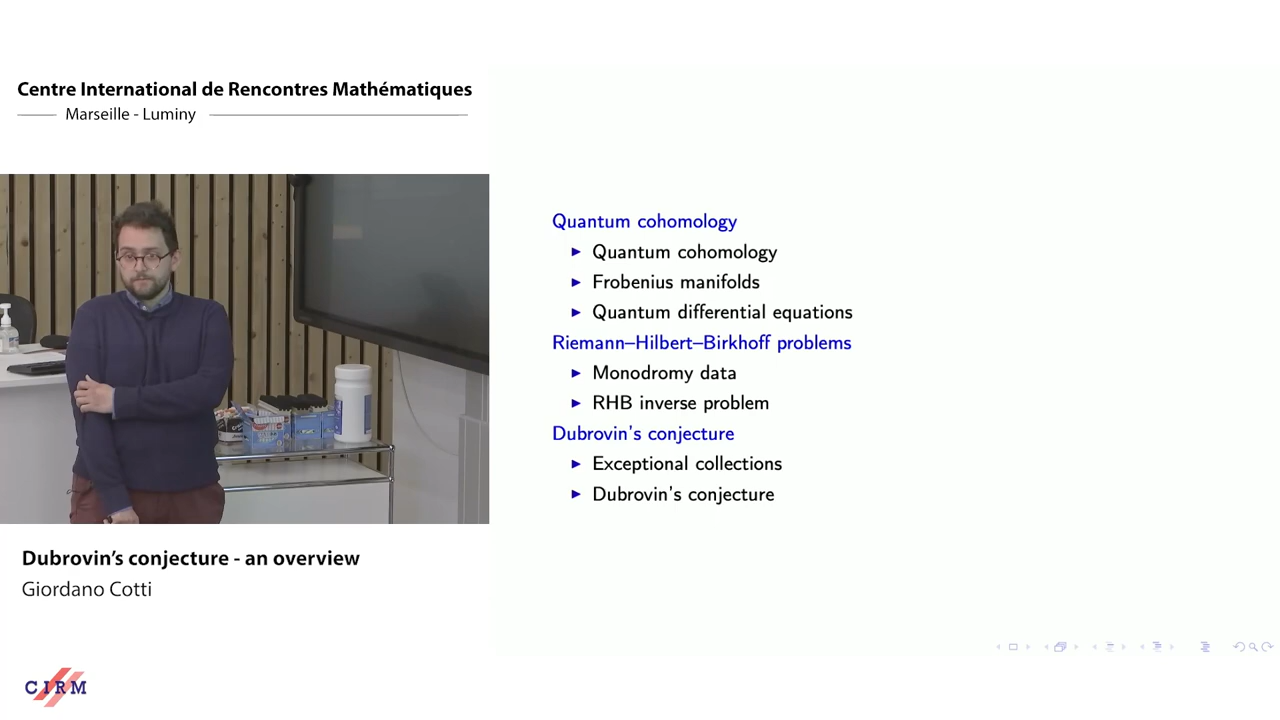 Centre International de Rencontres Mathématiques
Marseille - Luminy
Quantum cohomology
► Quantum cohomology
► Frobenius manifolds
► Quantum differential equations
Riemann–Hilbert–Birkhoff problems
► Monodromy data
► RHB inverse problem
Dubrovin's conjecture
► Exceptional collections
► Dubrovin's conjecture
Dubrovin's conjecture - an overview
Giordano Cotti
CIRM